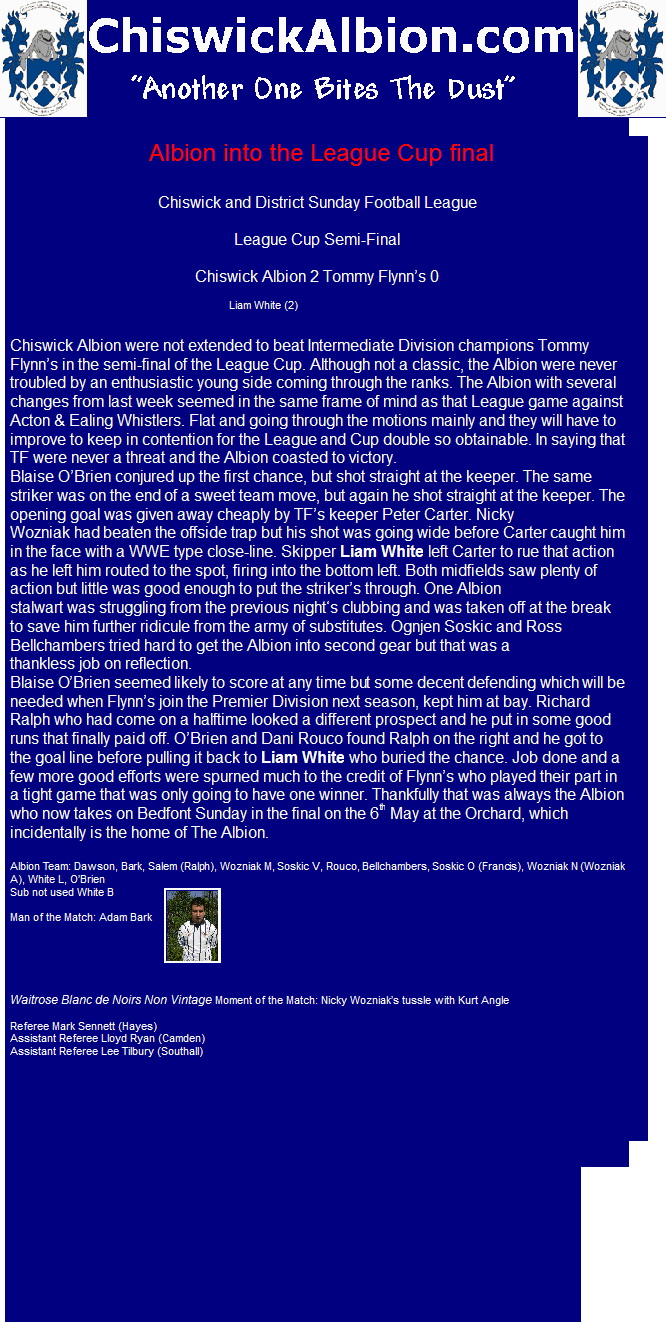 ChiswickAlbion.com
“Another One Bites The Dust”
Albion into the League Cup final
Chiswick and District Sunday Football League
League Cup Semi-Final
Chiswick Albion 2 Tommy Flynn’s 0
Liam White (2)
Chiswick Albion were not extended to beat Intermediate Division champions Tommy
Flynn’s in the semi-final of the League Cup. Although not a classic, the Albion were never
troubled by an enthusiastic young side coming through the ranks. The Albion with several
changes from last week seemed in the same frame of mind as that League game against
Acton & Ealing Whistlers. Flat and going through the motions mainly and they will have to
improve to keep in contention for the League and Cup double so obtainable. In saying that
TF were never a threat and the Albion coasted to victory.
Blaise O’Brien conjured up the first chance, but shot straight at the keeper. The same
striker was on the end of a sweet team move, but again he shot straight at the keeper. The
opening goal was given away cheaply by TF’s keeper Peter Carter. Nicky
Wozniak had beaten the offside trap but his shot was going wide before Carter caught him
in the face with a WWE type close-line. Skipper Liam White left Carter to rue that action
as he left him routed to the spot, firing into the bottom left. Both midfields saw plenty of
action but little was good enough to put the striker’s through. One Albion
stalwart was struggling from the previous night’s clubbing and was taken off at the break
to save him further ridicule from the army of substitutes. Ognjen Soskic and Ross
Bellchambers tried hard to get the Albion into second gear but that was a
thankless job on reflection.
Blaise O’Brien seemed likely to score at any time but some decent defending which will be
needed when Flynn’s join the Premier Division next season, kept him at bay. Richard
Ralph who had come on a halftime looked a different prospect and he put in some good
runs that finally paid off. O’Brien and Dani Rouco found Ralph on the right and he got to
the goal line before pulling it back to Liam White who buried the chance. Job done and a
few more good efforts were spurned much to the credit of Flynn’s who played their part in
a tight game that was only going to have one winner. Thankfully that was always the Albion
who now takes on Bedfont Sunday in the final on the 6th May at the Orchard, which
incidentally is the home of The Albion.
Albion Team: Dawson, Bark, Salem (Ralph), Wozniak M, Soskic V, Rouco, Bellchambers, Soskic O (Francis), Wozniak N (Wozniak
A), White L, O’Brien
Sub not used White B
Man of the Match: Adam Bark
Waitrose Blanc de Noirs Non Vintage Moment of the Match: Nicky Wozniak’s tussle with Kurt Angle
Referee Mark Sennett (Hayes)
Assistant Referee Lloyd Ryan (Camden)
Assistant Referee Lee Tilbury (Southall)